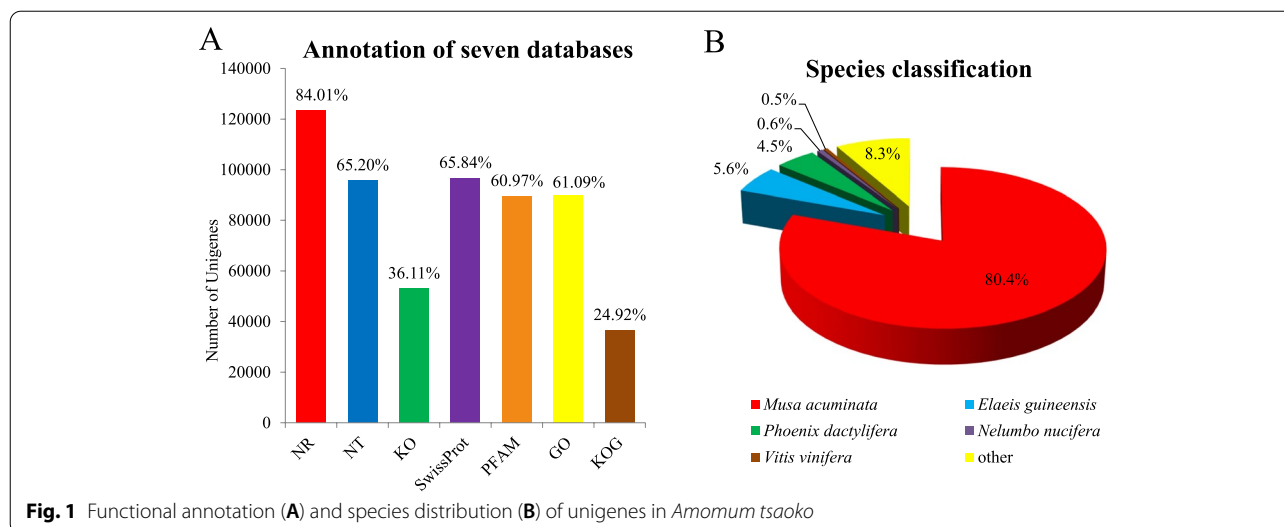 A
Annotation of seven databases
Number of Unigenes
140000
120000
100000
80000
60000
40000
20000
0
84.01%
65.20%
36.11%
65.84%
60.97%
61.09%
24.92%
NR
NT
KO
SwissProt
PFAM
GO
KOG
B
Species classification
0.5%
0.6%
4.5%
5.6%
8.3%
80.4%
Musa acuminata
Elaeis guineensis
Phoenix dactylifera
Nelumbo nucifera
Vitis vinifera
other
Fig. 1 Functional annotation (A) and species distribution (B) of unigenes in Amomum tsaoko